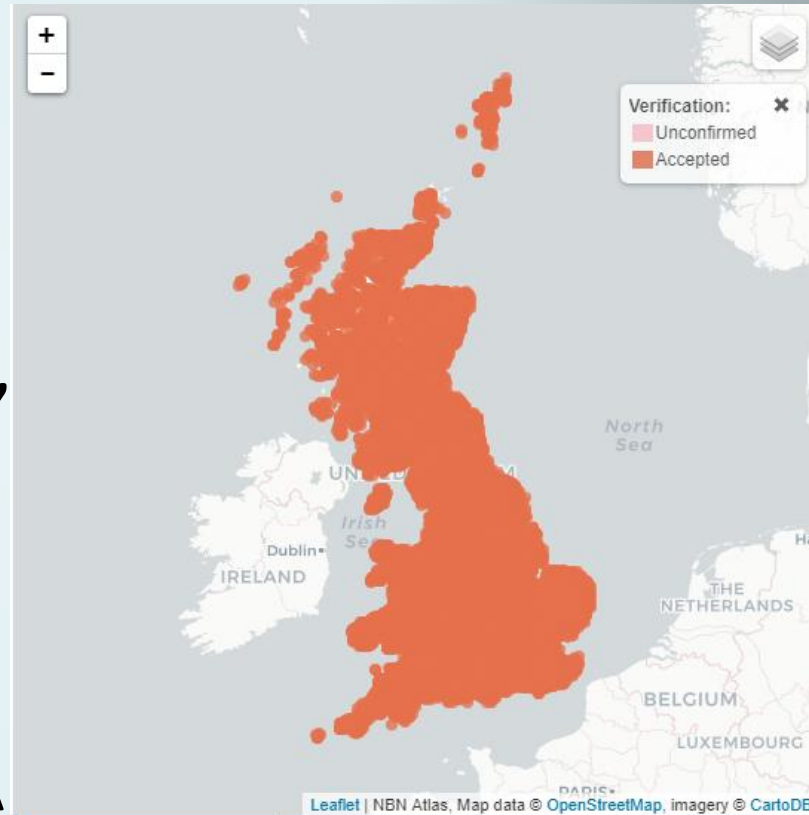 +
−
Verification: ✖
Unconfirmed
Accepted
North
Sea
Irish
Dublin
IRELAND
THE
NETHERLANDS
BELGIUM
LUXEMBOURG
PARIS
Leaflet | NBN Atlas, Map data © OpenStreetMap, imagery © CartoDB